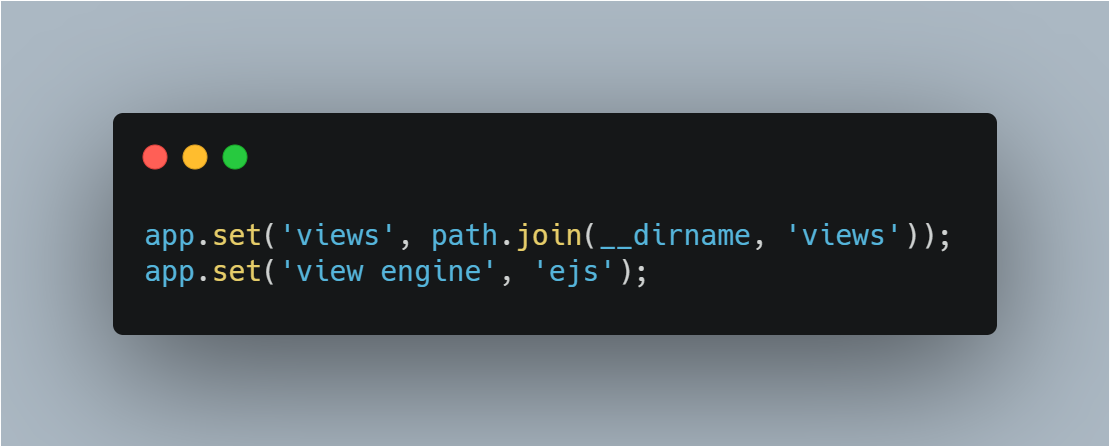 app.set('views', path.join(__dirname, 'views'));
app.set('view engine', 'ejs');